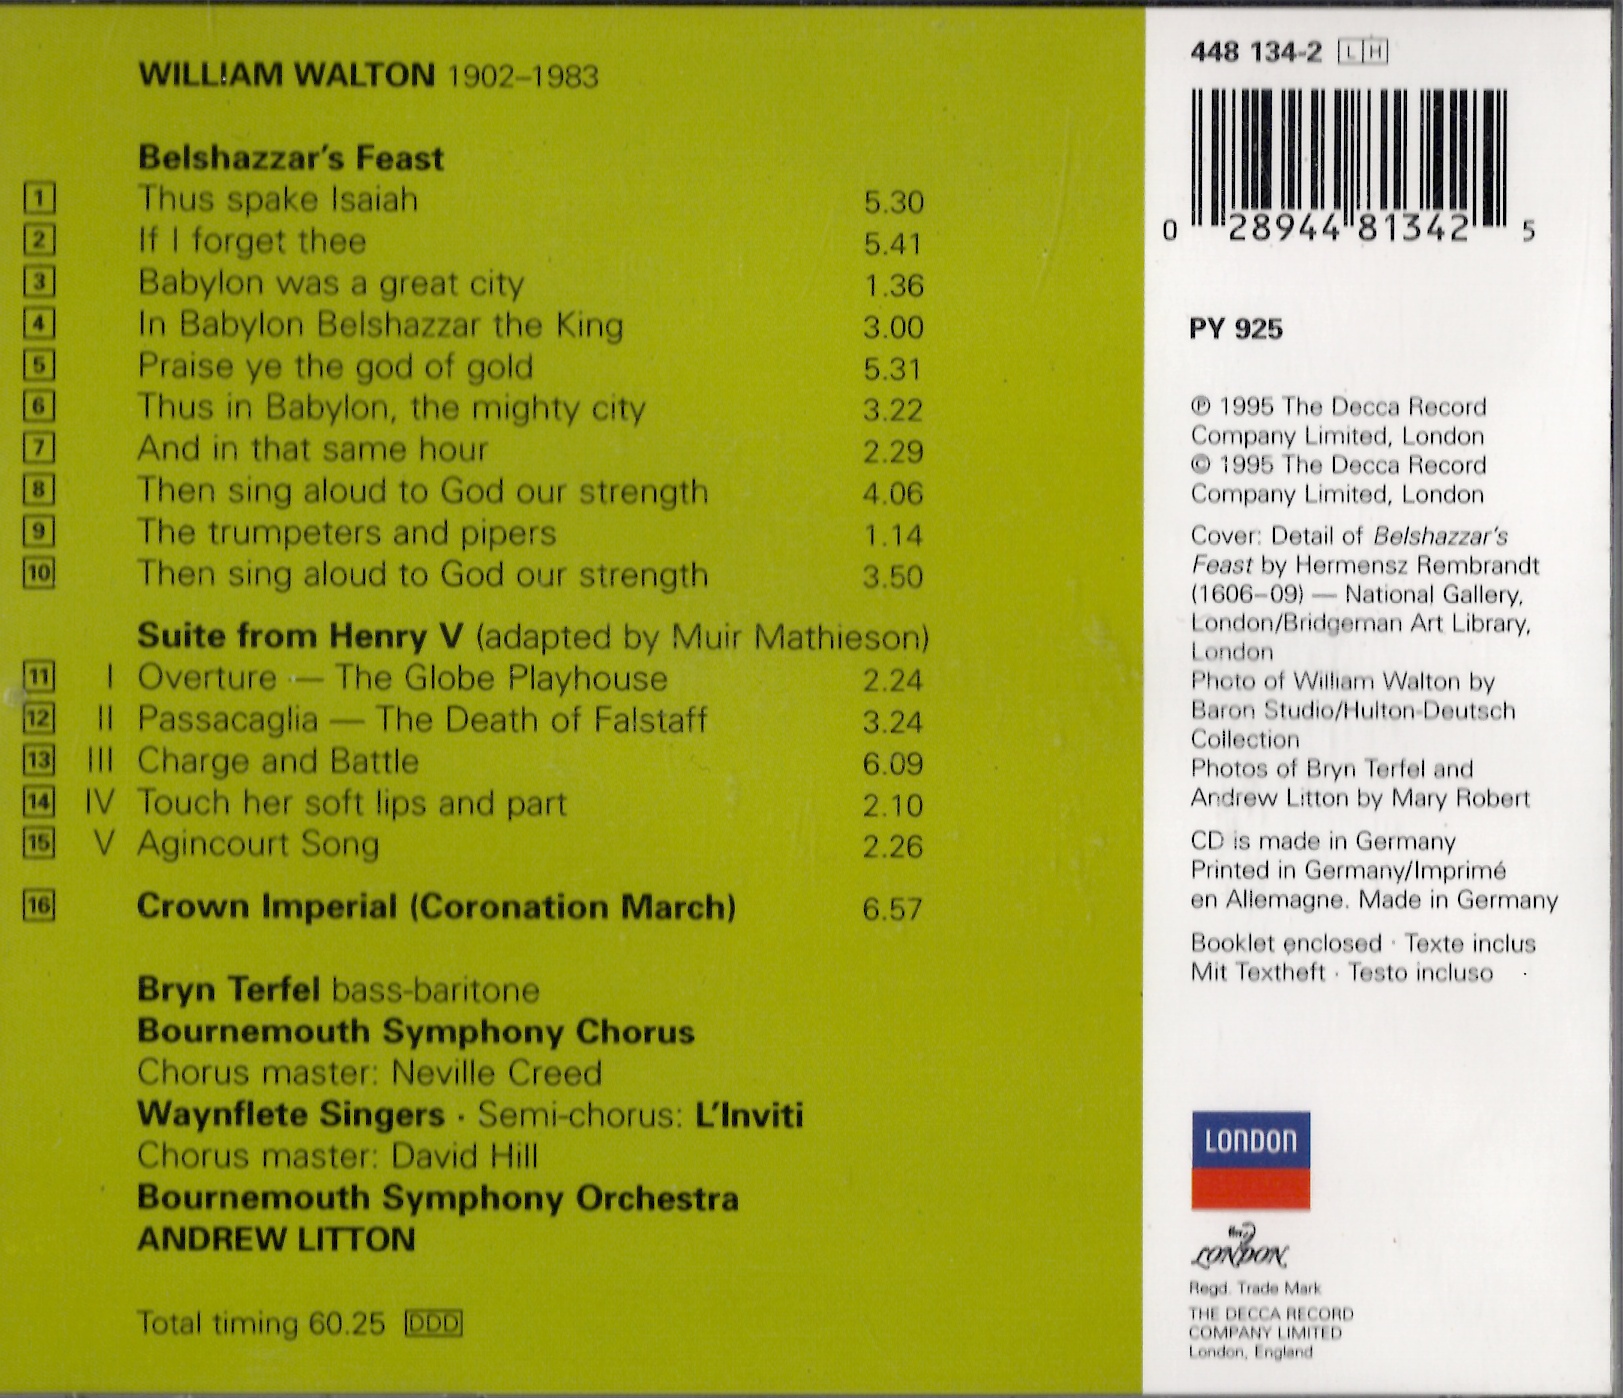 WILLIAM WALTON 1902–1983
Belshazzar's Feast
1 Thus spake Isaiah 5.30
2 If I forget thee 5.41
3 Babylon was a great city 1.36
4 In Babylon Belshazzar the King 3.00
5 Praise ye the god of gold 5.31
6 Thus in Babylon, the mighty city 3.22
7 And in that same hour 2.29
8 Then sing aloud to God our strength 4.06
9 The trumpeters and pipers 1.14
10 Then sing aloud to God our strength 3.50
Suite from Henry V (adapted by Muir Mathieson)
11 I Overture — The Globe Playhouse 2.24
12 II Passacaglia — The Death of Falstaff 3.24
13 III Charge and Battle 6.09
14 IV Touch her soft lips and part 2.10
15 V Agincourt Song 2.26
16 Crown Imperial (Coronation March) 6.57
Bryn Terfel bass-baritone
Bournemouth Symphony Chorus
Chorus master: Neville Creed
Waynflete Singers · Semi-chorus: L'Inviti
Chorus master: David Hill
Bournemouth Symphony Orchestra
ANDREW LITTON
Total timing 60.25 DDD
448 134-2 LH
0 28944 81342 5
PY 925
℗ 1995 The Decca Record
Company Limited, London
© 1995 The Decca Record
Company Limited, London
Cover: Detail of Belshazzar's
Feast by Hermensz Rembrandt
(1606–09) — National Gallery,
London/Bridgeman Art Library,
London
Photo of William Walton by
Baron Studio/Hulton-Deutsch
Collection
Photos of Bryn Terfel and
Andrew Litton by Mary Robert
CD is made in Germany
Printed in Germany/Imprimé
en Allemagne. Made in Germany
Booklet enclosed · Texte inclus
Mit Textheft · Testo incluso
LONDON
LONDON
Regd. Trade Mark
THE DECCA RECORD
COMPANY LIMITED
London, England